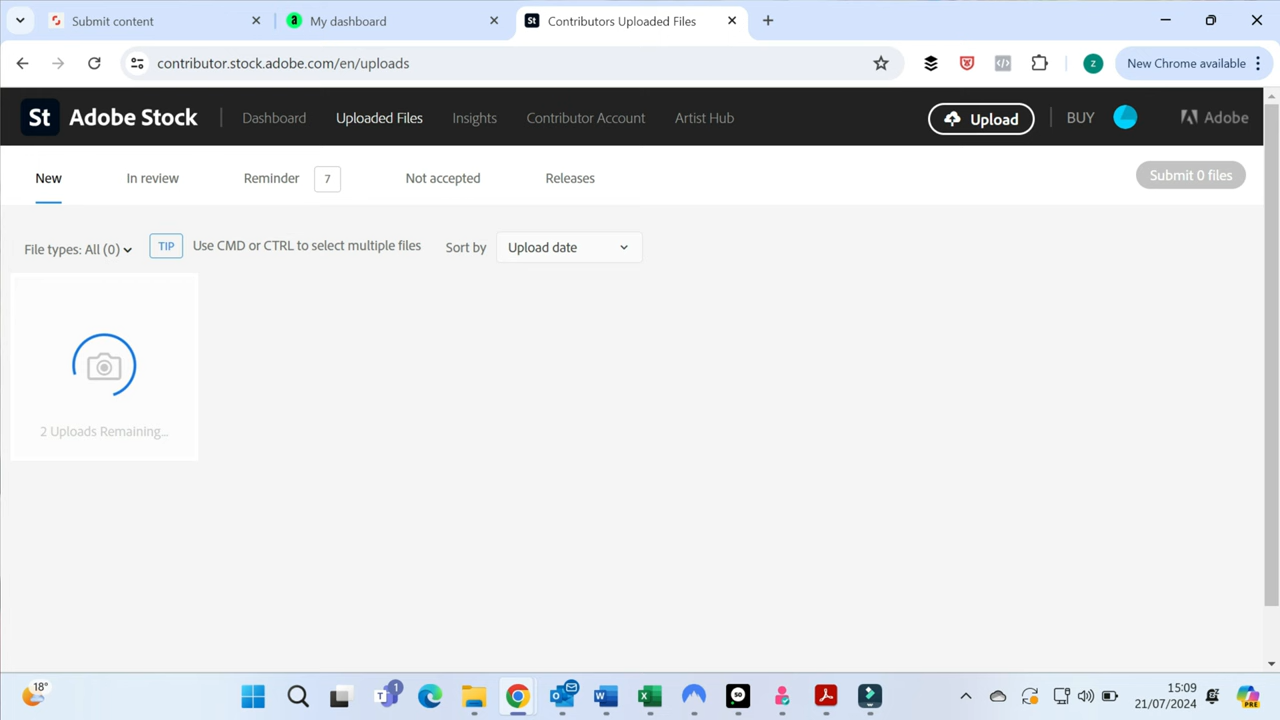 Submit content
My dashboard
St Contributors Uploaded Files
contributor.stock.adobe.com/en/uploads
z
New Chrome available
St Adobe Stock
Dashboard
Uploaded Files
Insights
Contributor Account
Artist Hub
Upload
BUY
Adobe
New
In review
Reminder 7
Not accepted
Releases
Submit 0 files
File types: All (0)
TIP Use CMD or CTRL to select multiple files
Sort by Upload date
2 Uploads Remaining...
18°
1
15:09
21/07/2024
PRE